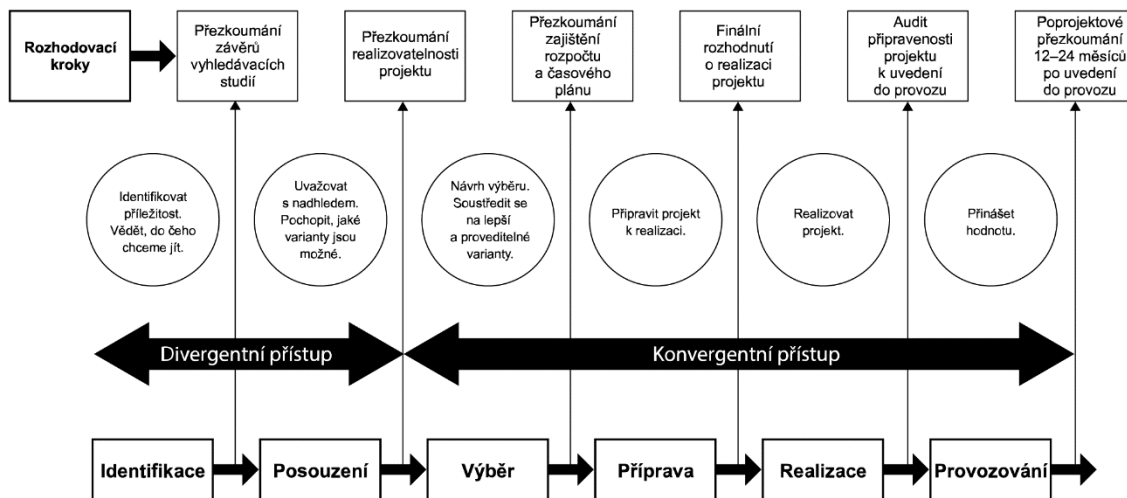 Rozhodovací
kroky
Přezkoumání
závěrů
vyhledávacích
studií
Přezkoumání
realizovatelnosti
projektu
Přezkoumání
zajištění
rozpočtu
a časového
plánu
Finální
rozhodnutí
o realizaci
projektu
Audit
připravenosti
projektu
k uvedení
do provozu
Poprojektové
přezkoumání
12–24 měsíců
po uvedení
do provozu
Identifikovat
příležitost.
Vědět, do čeho
chceme jít.
Uvažovat
s nadhledem.
Pochopit, jaké
varianty jsou
možné.
Návrh výběru.
Soustředit se
na lepší
a proveditelné
varianty.
Připravit projekt
k realizaci.
Realizovat
projekt.
Přinášet
hodnotu.
Divergentní přístup
Konvergentní přístup
Identifikace
Posouzení
Výběr
Příprava
Realizace
Provozování